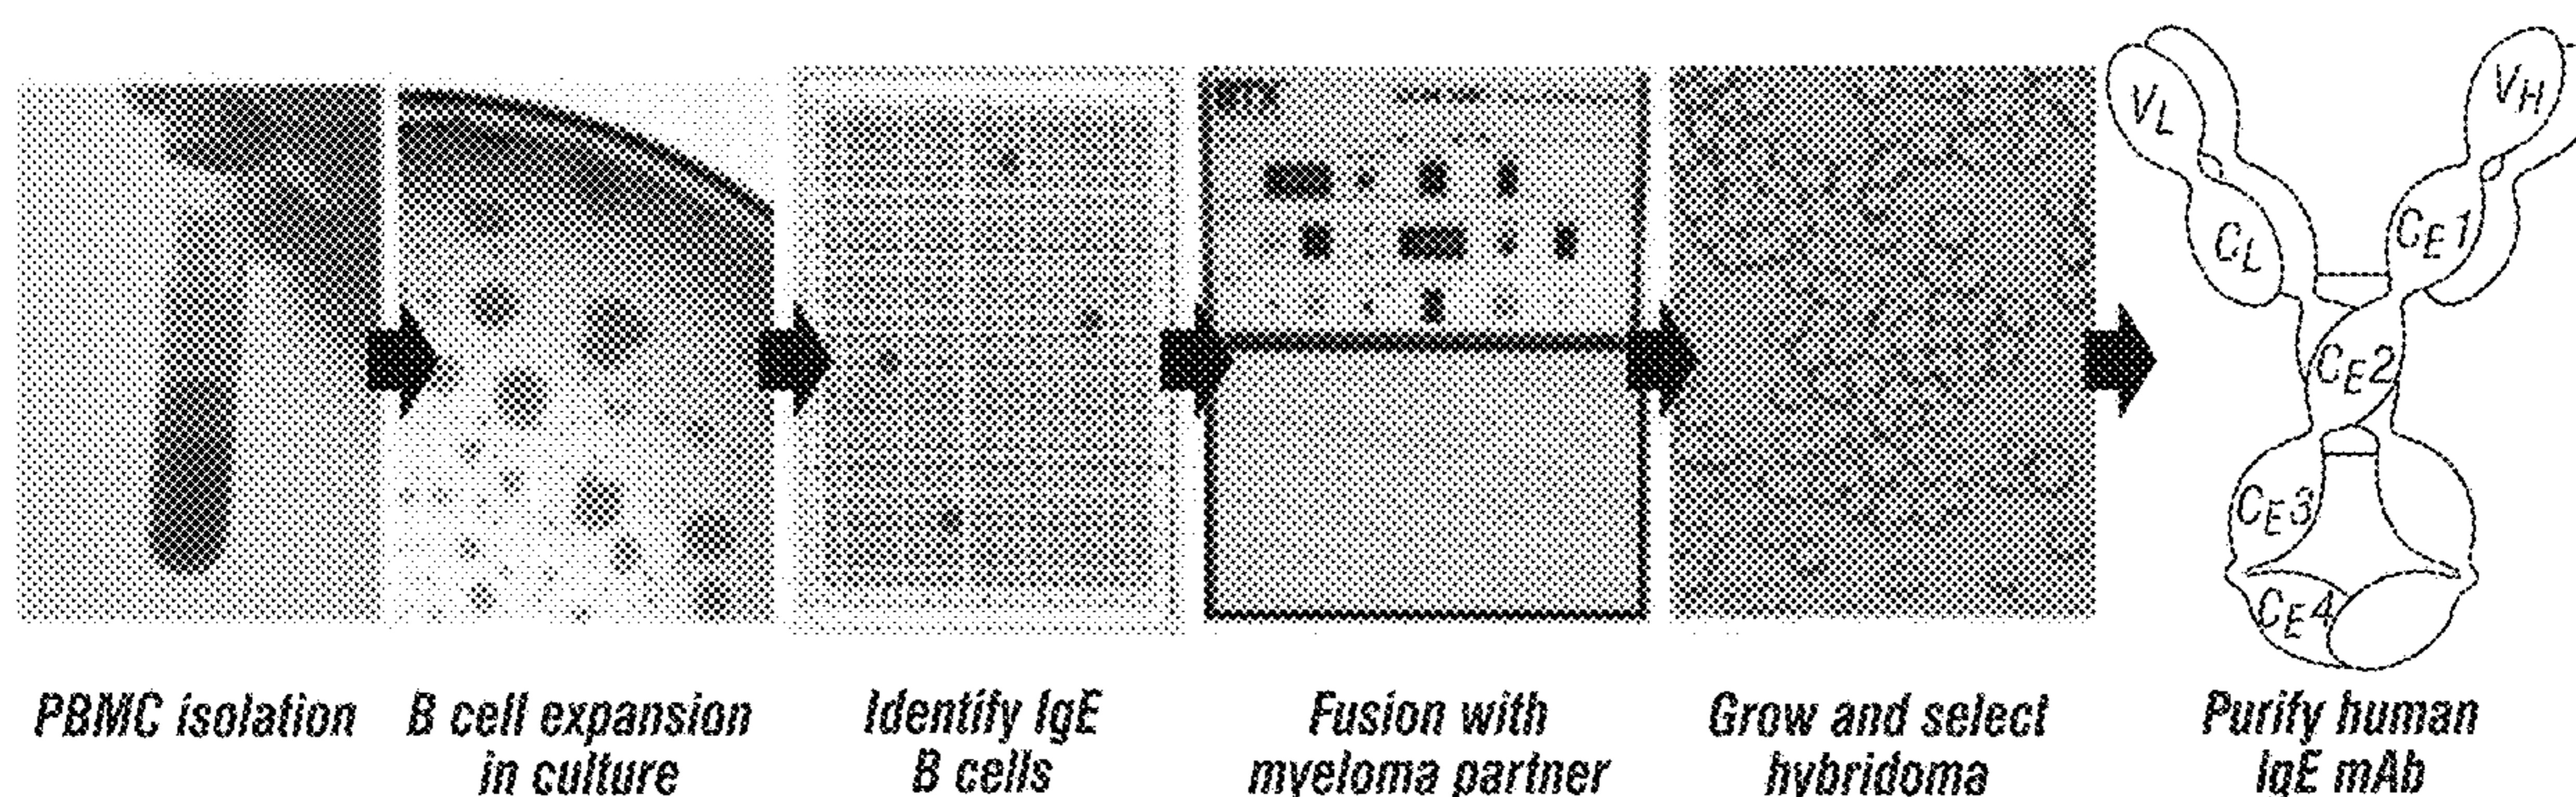 BTX
VL
VH
CL
CE1
CE2
CE3
CE4
PBMC isolation
B cell expansion
in culture
Identify IgE
B cells
Fusion with
myeloma partner
Grow and select
hybridoma
Purify human
IgE mAb